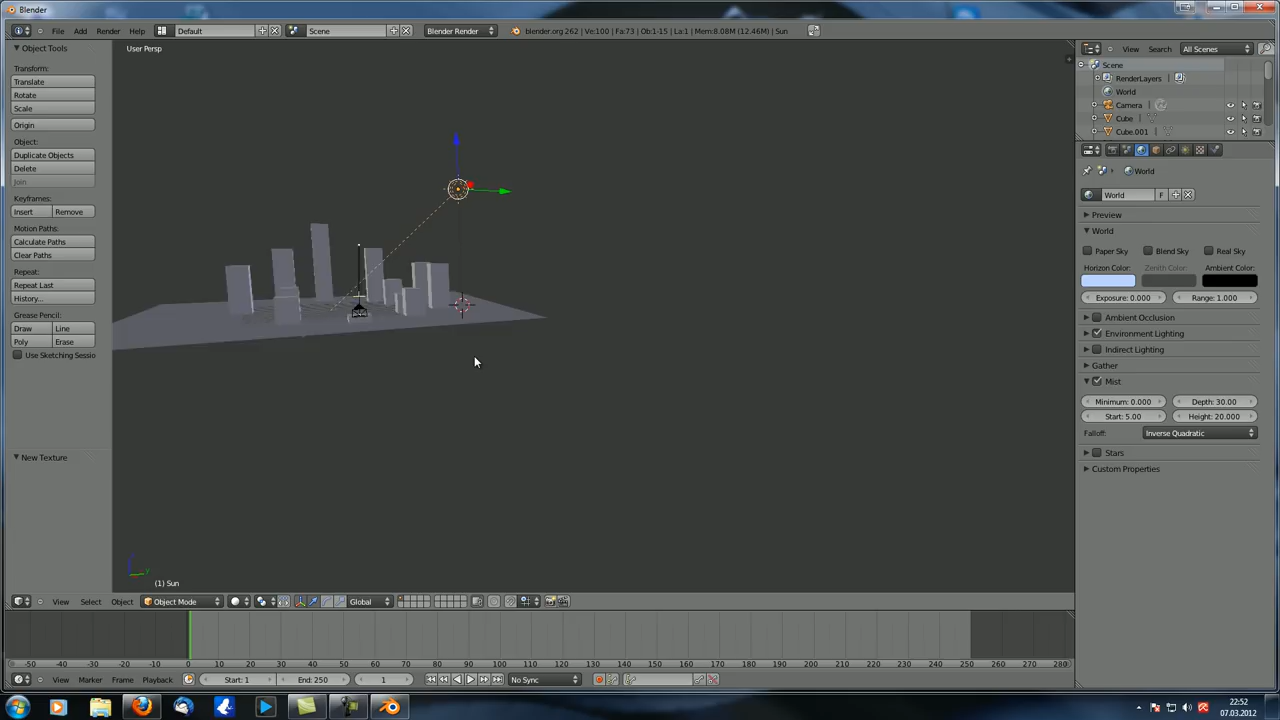 Blender
File Add Render Help Default Scene Blender Render blender.org 262 | Ve:100 | Fa:73 | Ob:1-15 | La:1 | Mem:8.08M (12.46M) | Sun
Object Tools
User Persp
View Search All Scenes
Transform:
Translate
Rotate
Scale
Origin
Object:
Duplicate Objects
Delete
Join
Keyframes:
Insert Remove
Motion Paths:
Calculate Paths
Clear Paths
Repeat:
Repeat Last
History...
Grease Pencil:
Draw Line
Poly Erase
Use Sketching Sessio
New Texture
Scene
RenderLayers
World
Camera
Cube
Cube.001
World
World F
Preview
World
Paper Sky Blend Sky Real Sky
Horizon Color: Zenith Color: Ambient Color:
Exposure: 0.000 Range: 1.000
Ambient Occlusion
Environment Lighting
Indirect Lighting
Gather
Mist
Minimum: 0.000 Depth: 30.00
Start: 5.00 Height: 20.000
Falloff: Inverse Quadratic
Stars
Custom Properties
(1) Sun
View Select Object Object Mode Global
-50 -40 -30 -20 -10 0 10 20 30 40 50 60 70 80 90 100 110 120 130 140 150 160 170 180 190 200 210 220 230 240 250 260 270 280
View Marker Frame Playback Start: 1 End: 250 1 No Sync
22:52
07.03.2012